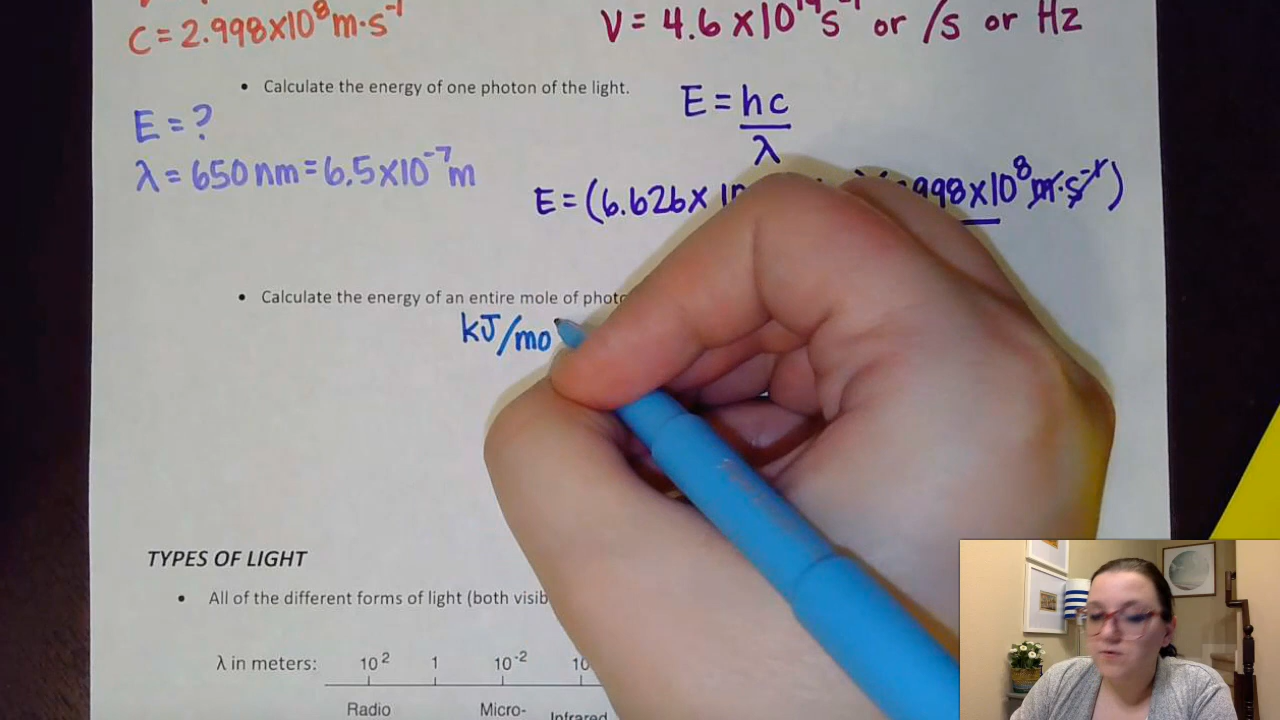 C = 2.998x10⁸ m·s⁻¹
V = 4.6 x10¹⁴ s⁻¹ or /s or Hz
• Calculate the energy of one photon of the light.
E = ?
E = hc
λ
λ = 650 nm = 6.5x10⁻⁷ m
E = (6.626x 998x10⁸ m·s⁻¹)
• Calculate the energy of an entire mole of
kJ/mo
TYPES OF LIGHT
• All of the different forms of light (both
λ in meters: 10² 1 10⁻²
Radio Micro- Infrared